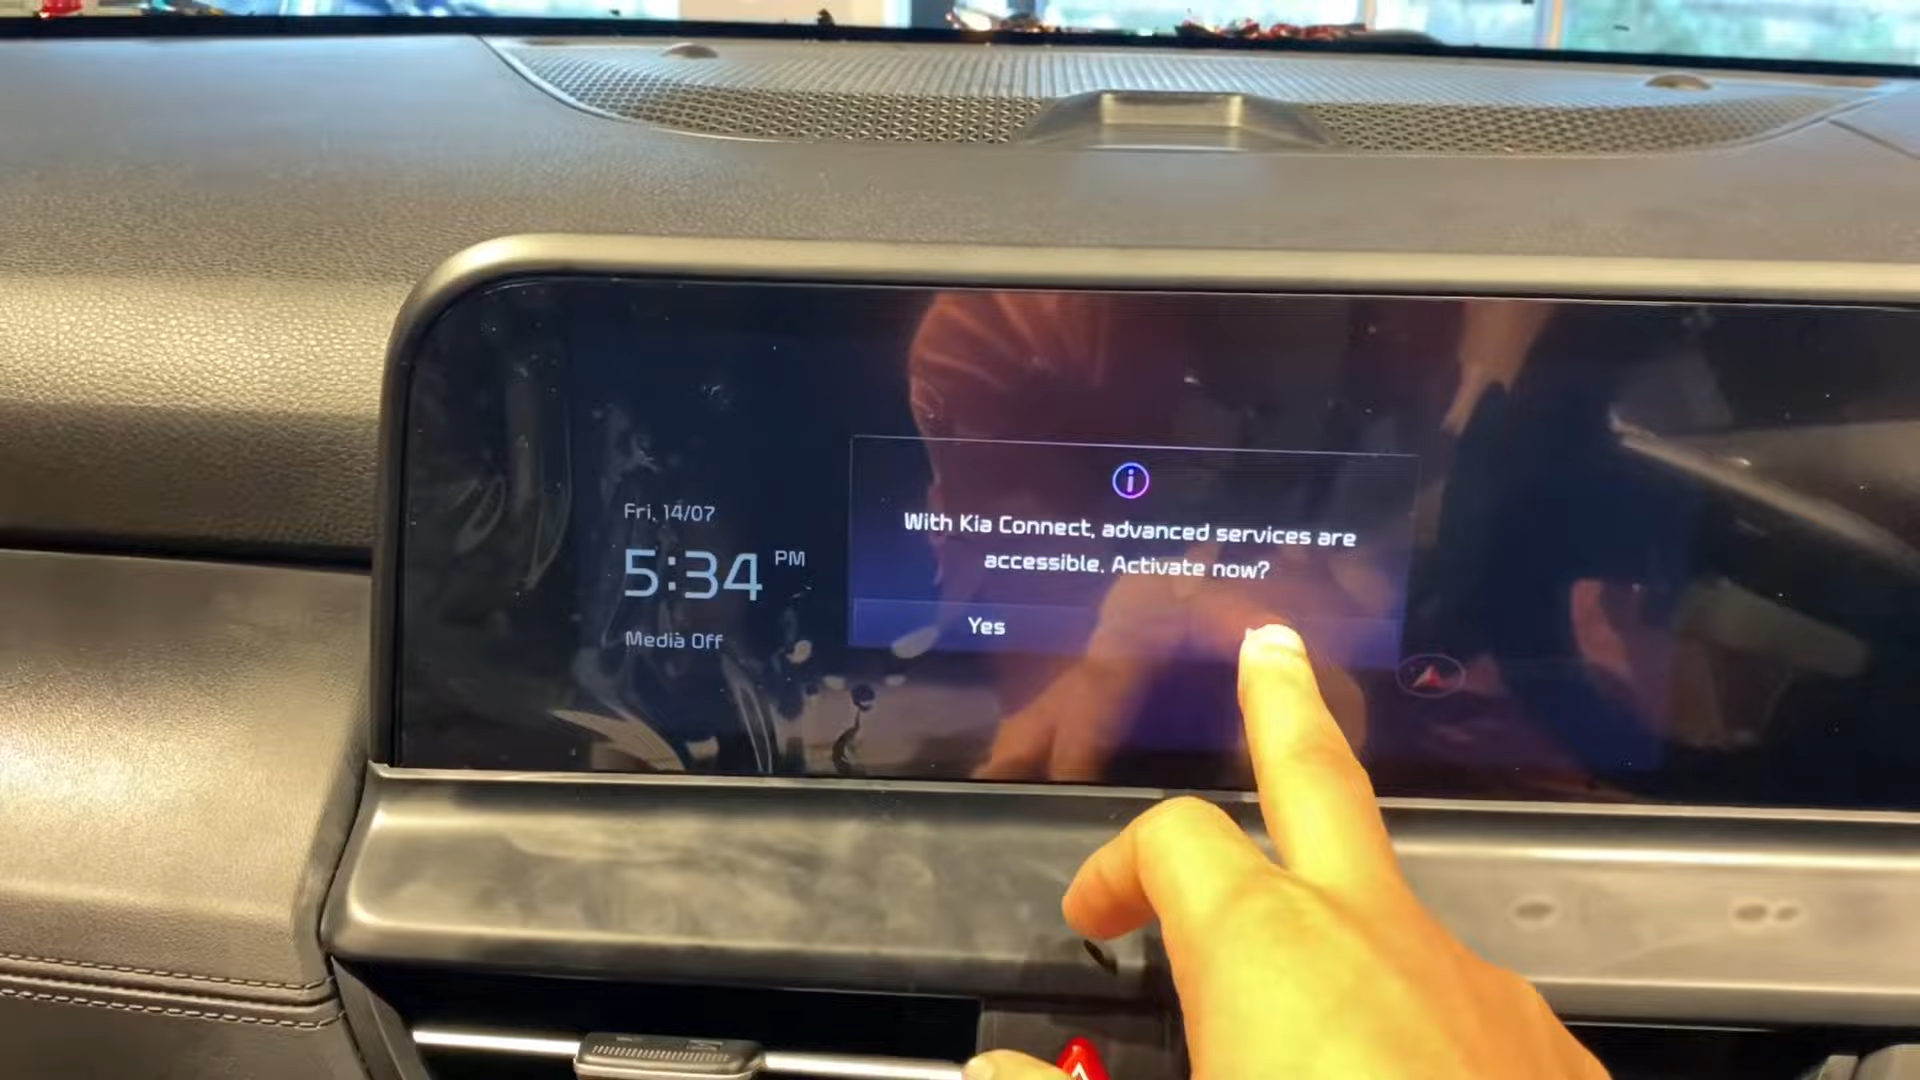 Fri, 14/07
5:34 PM
Media Off
With Kia Connect, advanced services are
accessible. Activate now?
Yes